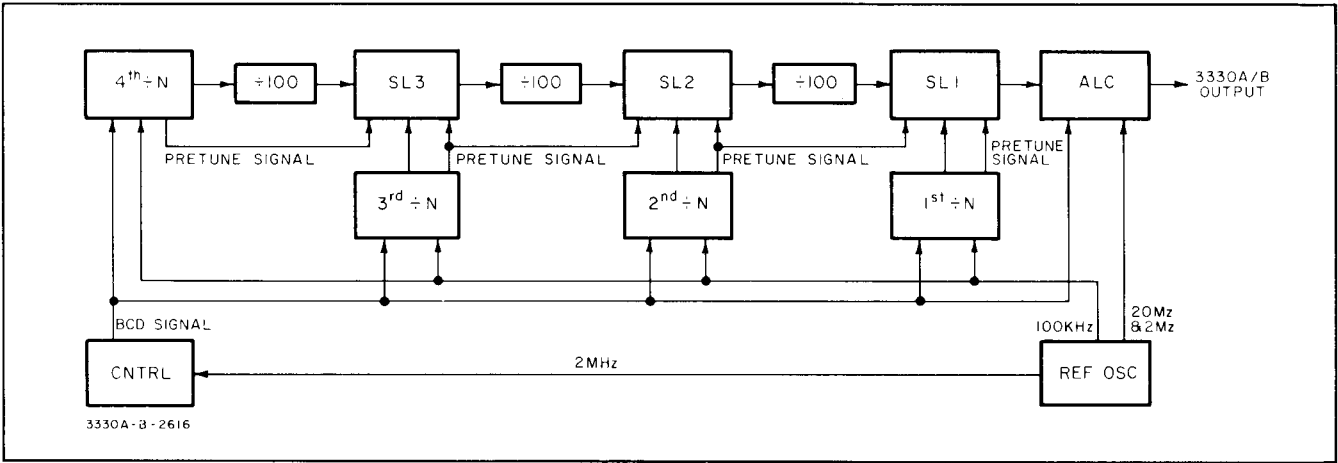 4th ÷N
÷100
SL3
÷100
SL2
÷100
SL1
ALC
3330A/B
OUTPUT
PRETUNE SIGNAL
PRETUNE SIGNAL
PRETUNE SIGNAL
PRETUNE
SIGNAL
3rd ÷N
2nd ÷N
1st ÷N
BCD SIGNAL
100KHz
20Mz
&2Mz
CNTRL
2MHz
REF OSC
3330A-B-2616